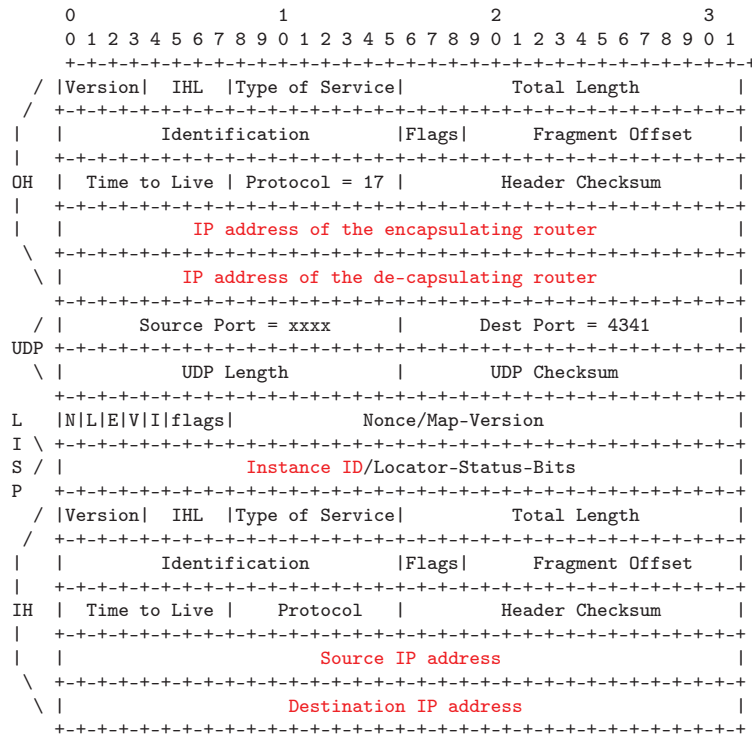 0                   1                   2                   3
       0 1 2 3 4 5 6 7 8 9 0 1 2 3 4 5 6 7 8 9 0 1 2 3 4 5 6 7 8 9 0 1
       +-+-+-+-+-+-+-+-+-+-+-+-+-+-+-+-+-+-+-+-+-+-+-+-+-+-+-+-+-+-+-+-+
   / |Version|  IHL  |Type of Service|          Total Length         |
  /  +-+-+-+-+-+-+-+-+-+-+-+-+-+-+-+-+-+-+-+-+-+-+-+-+-+-+-+-+-+-+-+-+
 |   |         Identification        |Flags|      Fragment Offset    |
 |   +-+-+-+-+-+-+-+-+-+-+-+-+-+-+-+-+-+-+-+-+-+-+-+-+-+-+-+-+-+-+-+-+
 OH  |  Time to Live | Protocol = 17 |         Header Checksum       |
 |   +-+-+-+-+-+-+-+-+-+-+-+-+-+-+-+-+-+-+-+-+-+-+-+-+-+-+-+-+-+-+-+-+
 |   |            IP address of the encapsulating router             |
  \  +-+-+-+-+-+-+-+-+-+-+-+-+-+-+-+-+-+-+-+-+-+-+-+-+-+-+-+-+-+-+-+-+
   \ |           IP address of the de-capsulating router             |
     +-+-+-+-+-+-+-+-+-+-+-+-+-+-+-+-+-+-+-+-+-+-+-+-+-+-+-+-+-+-+-+-+
   / |       Source Port = xxxx      |       Dest Port = 4341        |
 UDP +-+-+-+-+-+-+-+-+-+-+-+-+-+-+-+-+-+-+-+-+-+-+-+-+-+-+-+-+-+-+-+-+
   \ |           UDP Length          |        UDP Checksum           |
     +-+-+-+-+-+-+-+-+-+-+-+-+-+-+-+-+-+-+-+-+-+-+-+-+-+-+-+-+-+-+-+-+
 L   |N|L|E|V|I|flags|            Nonce/Map-Version                  |
 I \ +-+-+-+-+-+-+-+-+-+-+-+-+-+-+-+-+-+-+-+-+-+-+-+-+-+-+-+-+-+-+-+-+
 S / |                 Instance ID/Locator-Status-Bits               |
 P   +-+-+-+-+-+-+-+-+-+-+-+-+-+-+-+-+-+-+-+-+-+-+-+-+-+-+-+-+-+-+-+-+
   / |Version|  IHL  |Type of Service|          Total Length         |
  /  +-+-+-+-+-+-+-+-+-+-+-+-+-+-+-+-+-+-+-+-+-+-+-+-+-+-+-+-+-+-+-+-+
 |   |         Identification        |Flags|      Fragment Offset    |
 |   +-+-+-+-+-+-+-+-+-+-+-+-+-+-+-+-+-+-+-+-+-+-+-+-+-+-+-+-+-+-+-+-+
 IH  |  Time to Live |    Protocol   |         Header Checksum       |
 |   +-+-+-+-+-+-+-+-+-+-+-+-+-+-+-+-+-+-+-+-+-+-+-+-+-+-+-+-+-+-+-+-+
 |   |                        Source IP address                      |
  \  +-+-+-+-+-+-+-+-+-+-+-+-+-+-+-+-+-+-+-+-+-+-+-+-+-+-+-+-+-+-+-+-+
   \ |                     Destination IP address                    |
     +-+-+-+-+-+-+-+-+-+-+-+-+-+-+-+-+-+-+-+-+-+-+-+-+-+-+-+-+-+-+-+-+